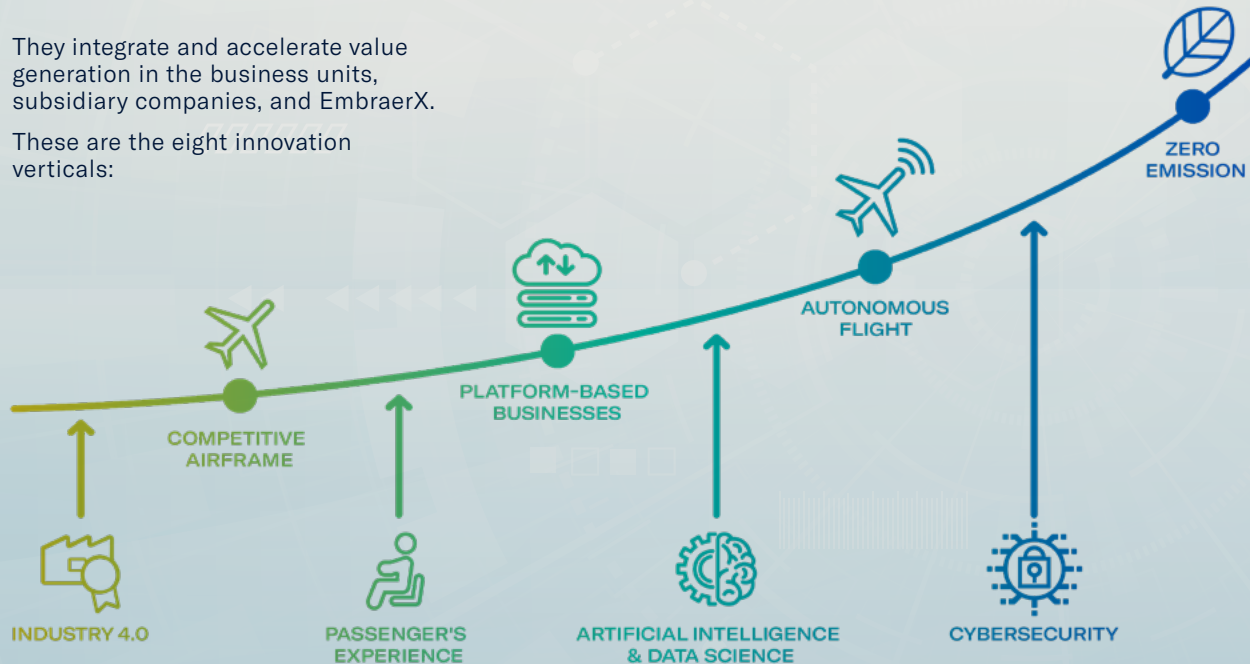 They integrate and accelerate value
generation in the business units,
subsidiary companies, and EmbraerX.
These are the eight innovation
verticals:
ZERO
EMISSION
AUTONOMOUS
FLIGHT
PLATFORM-BASED
BUSINESSES
COMPETITIVE
AIRFRAME
INDUSTRY 4.0
PASSENGER'S
EXPERIENCE
ARTIFICIAL INTELLIGENCE
& DATA SCIENCE
CYBERSECURITY